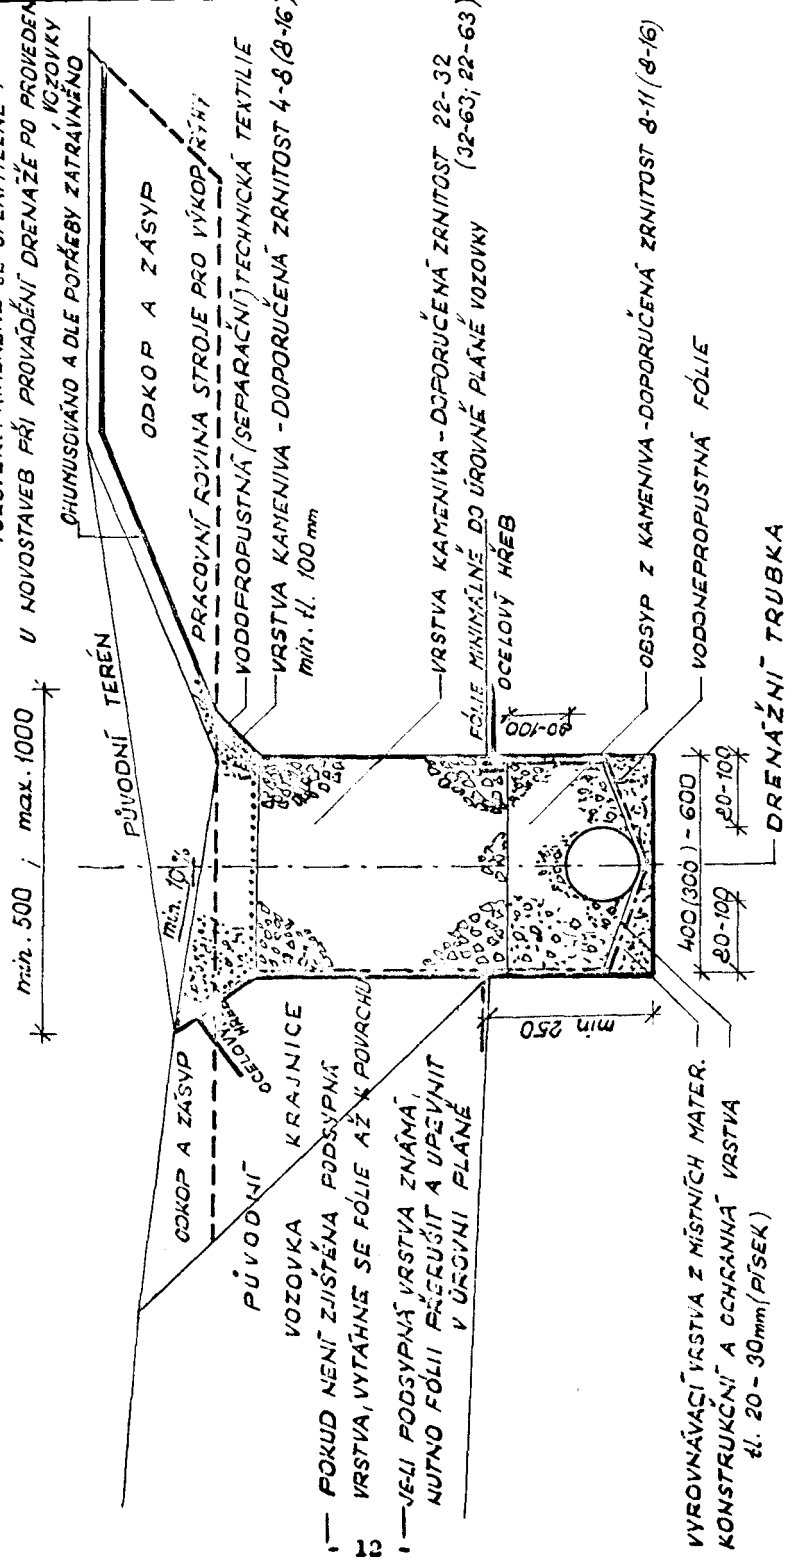 U NOVOSTAVEB PŘI PROVÁDĚNÍ DRENÁŽE PO PROVEDEN
VOZOVKY
OHUMUSOVÁNO A DLE POTŘEBY ZATRAVNĚNO
min. 500 ; max. 1000
PŮVODNÍ TERÉN
min. 10%
ODKOP A ZÁSYP
ODKOP A ZÁSYP
PRACOVNÍ ROVINA STROJE PRO VÝKOP RÝHY
VODOPROPUSTNÁ (SEPARAČNÍ) TECHNICKÁ TEXTILIE
VRSTVA KAMENIVA - DOPORUČENÁ ZRNITOST 4-8 (8-16)
min. tl. 100 mm
OCELOVÝ HŘEB
PŮVODNÍ KRAJNICE
VOZOVKA
POKUD NENÍ ZJIŠTĚNA PODSYPNÁ
VRSTVA, VYTÁHNE SE FÓLIE AŽ K POVRCHU
JE-LI PODSYPNÁ VRSTVA ZNÁMA,
NUTNO FÓLII PŘERUŠIT A UPEVNIT
V ÚROVNI PLÁNĚ
VRSTVA KAMENIVA - DOPORUČENÁ ZRNITOST 22-32
(32-63; 22-63)
FÓLIE MINIMÁLNĚ DO ÚROVNĚ PLÁNĚ VOZOVKY
OCELOVÝ HŘEB
80-100
min 250
OBSYP Z KAMENIVA - DOPORUČENÁ ZRNITOST 8-11 (8-16)
VODONEPROPUSTNÁ FÓLIE
400 (300) - 600
80-100
80-100
DRENÁŽNÍ TRUBKA
VYROVNÁVACÍ VRSTVA Z MÍSTNÍCH MATER.
KONSTRUKČNÍ A OCHRANNÁ VRSTVA
tl. 20-30mm (PÍSEK)
- 12 -